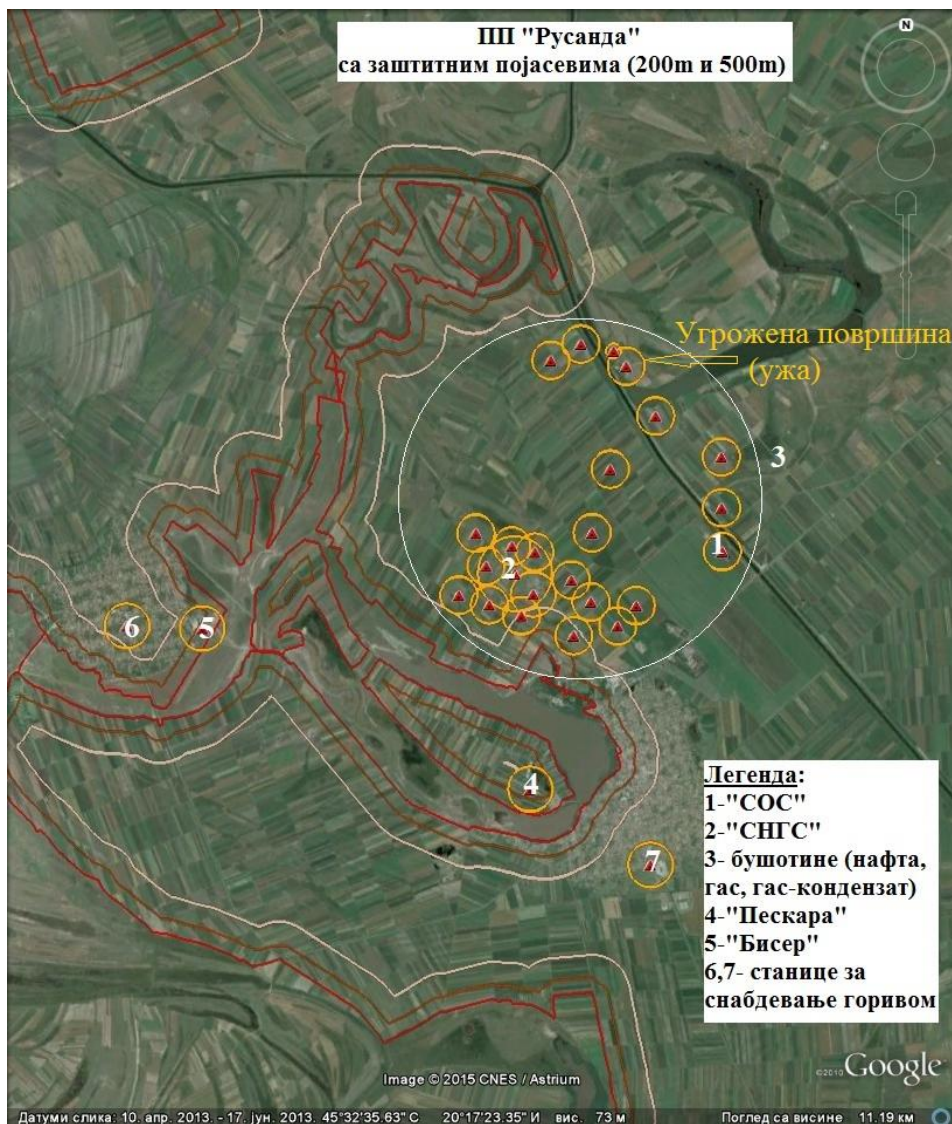 ПП "Русанда"
са заштитним појасевима (200m и 500m)
N
Угрожена површина
(ужа)
3
1
2
6
5
4
7
Легенда:
1-"СОС"
2-"СНГС"
3- бушотине (нафта,
гас, гас-кондензат)
4-"Пескара"
5-"Бисер"
6,7- станице за
снабдевање горивом
©2010 Google
Image © 2015 CNES / Astrium
Датуми слика: 10. апр. 2013. - 17. јун. 2013. 45°32'35.63" С 20°17'23.35" И вис. 73 м Поглед са висине 11.19 км